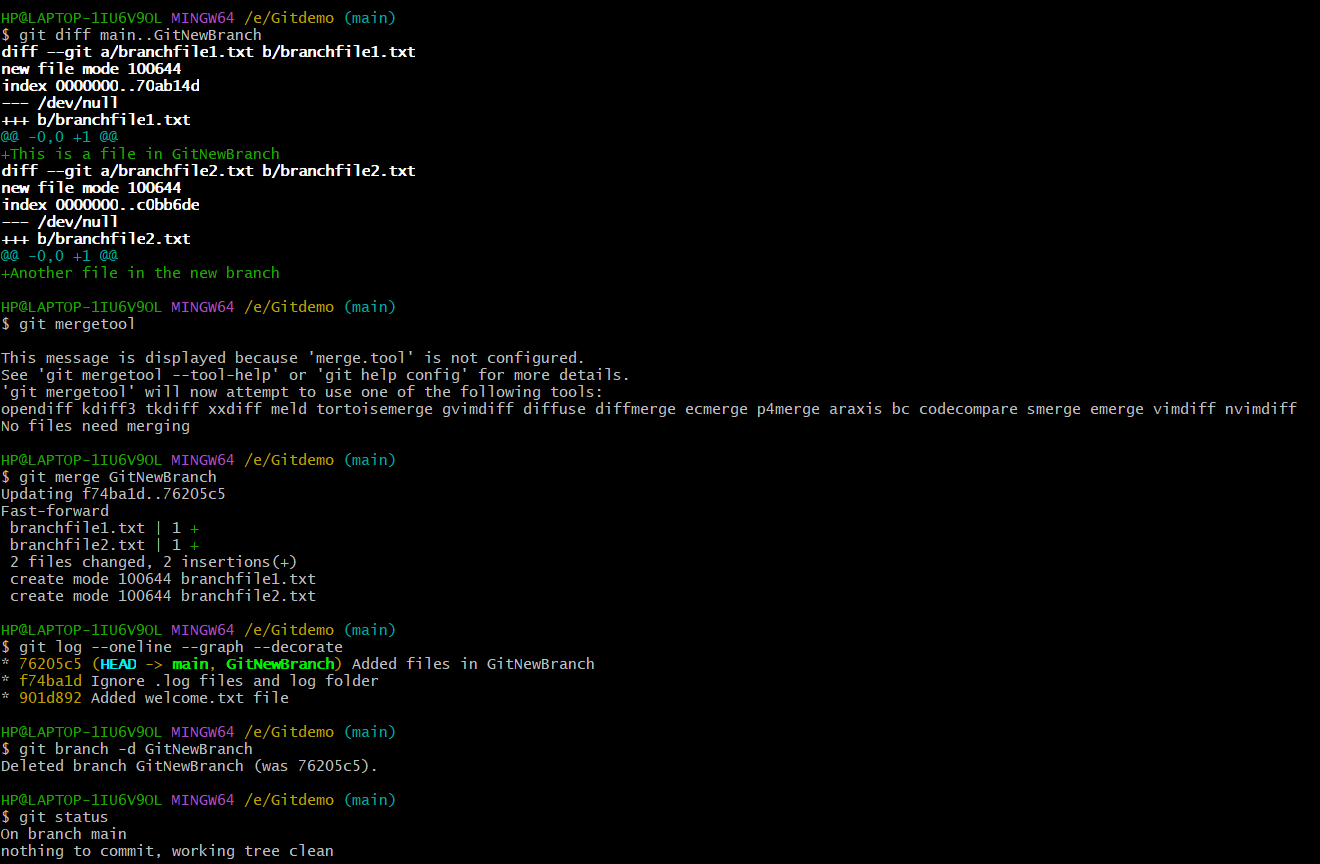 HP@LAPTOP-1IU6V9OL MINGW64 /e/Gitdemo (main)
$ git diff main..GitNewBranch
diff --git a/branchfile1.txt b/branchfile1.txt
new file mode 100644
index 0000000..70ab14d
--- /dev/null
+++ b/branchfile1.txt
@@ -0,0 +1 @@
+This is a file in GitNewBranch
diff --git a/branchfile2.txt b/branchfile2.txt
new file mode 100644
index 0000000..c0bb6de
--- /dev/null
+++ b/branchfile2.txt
@@ -0,0 +1 @@
+Another file in the new branch
HP@LAPTOP-1IU6V9OL MINGW64 /e/Gitdemo (main)
$ git mergetool
This message is displayed because 'merge.tool' is not configured.
See 'git mergetool --tool-help' or 'git help config' for more details.
'git mergetool' will now attempt to use one of the following tools:
opendiff kdiff3 tkdiff xxdiff meld tortoisemerge gvimdiff diffuse diffmerge ecmerge p4merge araxis bc codecompare smerge emerge vimdiff nvimdiff
No files need merging
HP@LAPTOP-1IU6V9OL MINGW64 /e/Gitdemo (main)
$ git merge GitNewBranch
Updating f74ba1d..76205c5
Fast-forward
 branchfile1.txt | 1 +
 branchfile2.txt | 1 +
 2 files changed, 2 insertions(+)
 create mode 100644 branchfile1.txt
 create mode 100644 branchfile2.txt
HP@LAPTOP-1IU6V9OL MINGW64 /e/Gitdemo (main)
$ git log --oneline --graph --decorate
* 76205c5 (HEAD -> main, GitNewBranch) Added files in GitNewBranch
* f74ba1d Ignore .log files and log folder
* 901d892 Added welcome.txt file
HP@LAPTOP-1IU6V9OL MINGW64 /e/Gitdemo (main)
$ git branch -d GitNewBranch
Deleted branch GitNewBranch (was 76205c5).
HP@LAPTOP-1IU6V9OL MINGW64 /e/Gitdemo (main)
$ git status
On branch main
nothing to commit, working tree clean